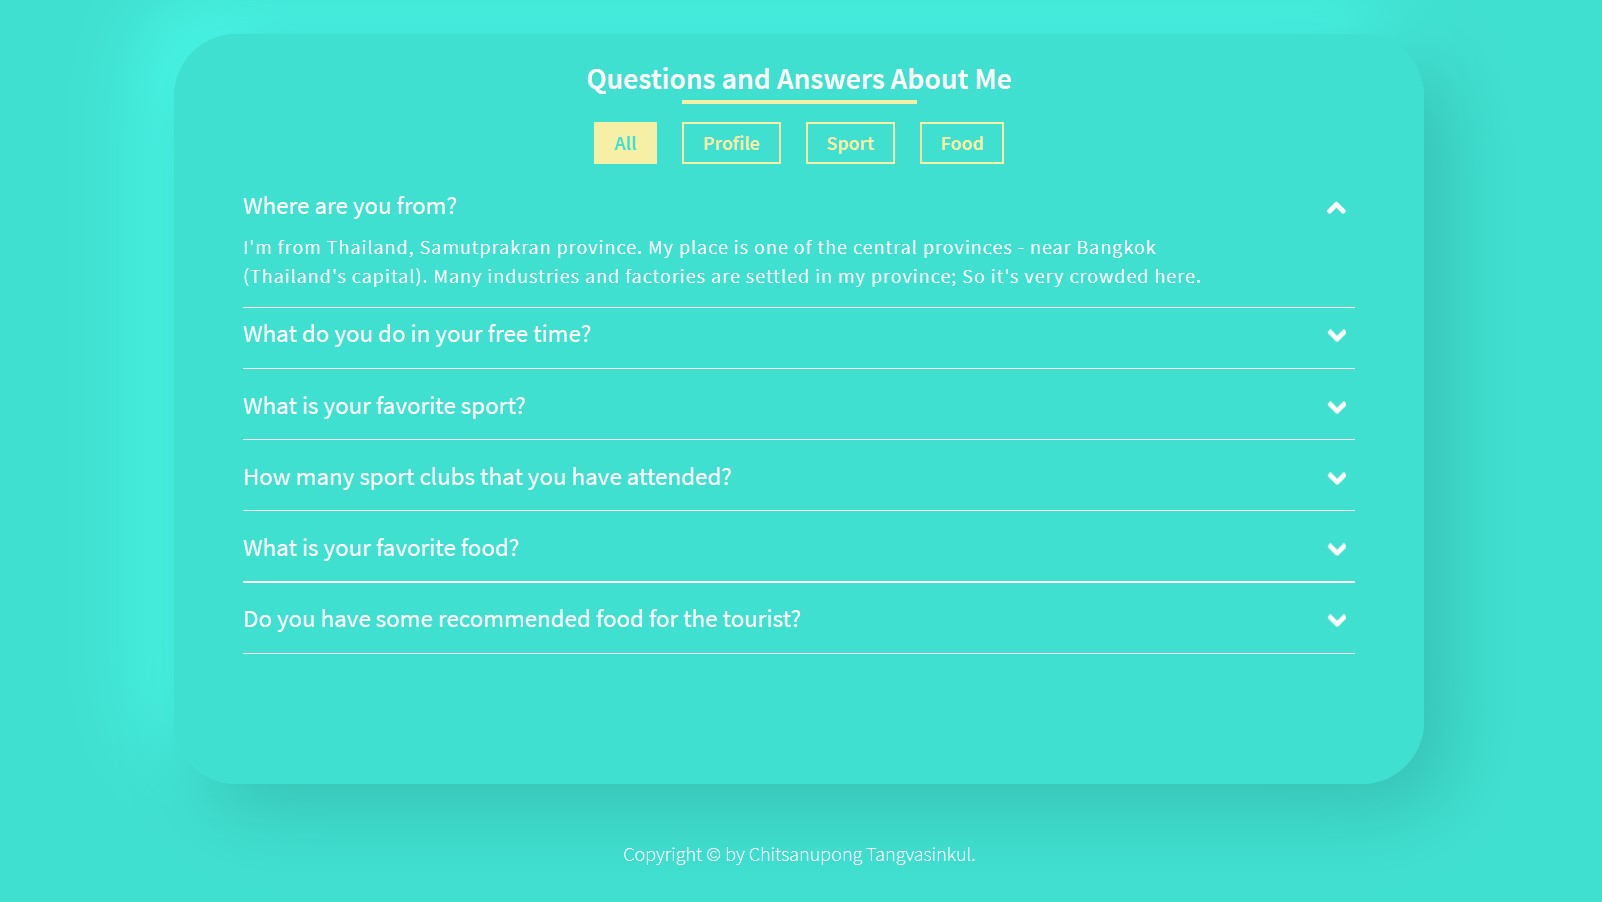 Questions and Answers About Me
All Profile Sport Food
Where are you from?
I'm from Thailand, Samutprakran province. My place is one of the central provinces - near Bangkok
(Thailand's capital). Many industries and factories are settled in my province; So it's very crowded here.
What do you do in your free time?
What is your favorite sport?
How many sport clubs that you have attended?
What is your favorite food?
Do you have some recommended food for the tourist?
Copyright © by Chitsanupong Tangvasinkul.